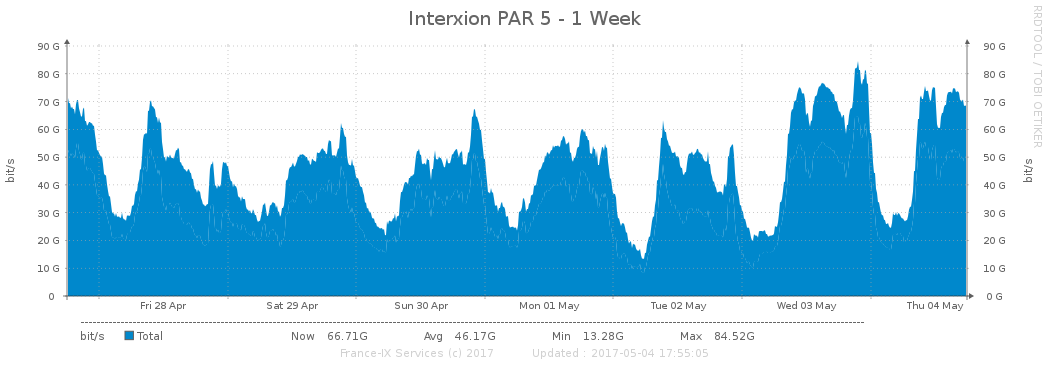 Interxion PAR 5 - 1 Week
RRDTOOL / TOBI OETIKER
bit/s
90 G 90 G
80 G 80 G
70 G 70 G
60 G 60 G
50 G 50 G
40 G 40 G
30 G 30 G
20 G 20 G
10 G 10 G
0 0 G
bit/s
Fri 28 Apr Sat 29 Apr Sun 30 Apr Mon 01 May Tue 02 May Wed 03 May Thu 04 May
bit/s Total Now 66.71G Avg 46.17G Min 13.28G Max 84.52G
France-IX Services (c) 2017 Updated : 2017-05-04 17:55:05